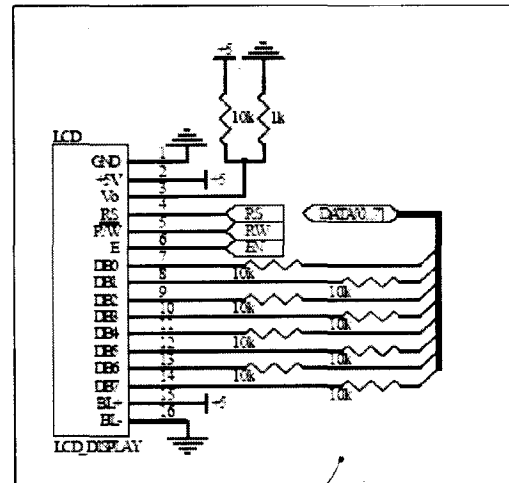 +5
10k 1k
LCD
GND 1
+5V 2 +5
Vo 3
RS 4 RS DATA[0..7]
R/W 5 RW
E 6 EN
DB0 7 10k
DB1 8 10k
DB2 9 10k
DB3 10 10k
DB4 11 10k
DB5 12 10k
DB6 13 10k
DB7 14 10k
BL+ 15 +5
BL- 16
LCD_DISPLAY